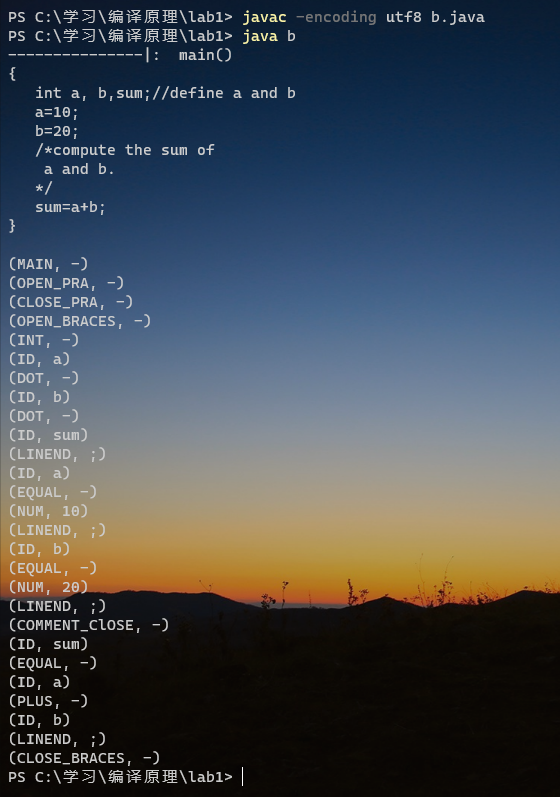 PS C:\学习\编译原理\lab1> javac -encoding utf8 b.java
PS C:\学习\编译原理\lab1> java b
---------------|:  main()
{
   int a, b,sum;//define a and b
   a=10;
   b=20;
   /*compute the sum of
    a and b.
   */
   sum=a+b;
}

(MAIN, -)
(OPEN_PRA, -)
(CLOSE_PRA, -)
(OPEN_BRACES, -)
(INT, -)
(ID, a)
(DOT, -)
(ID, b)
(DOT, -)
(ID, sum)
(LINEND, ;)
(ID, a)
(EQUAL, -)
(NUM, 10)
(LINEND, ;)
(ID, b)
(EQUAL, -)
(NUM, 20)
(LINEND, ;)
(COMMENT_ClOSE, -)
(ID, sum)
(EQUAL, -)
(ID, a)
(PLUS, -)
(ID, b)
(LINEND, ;)
(CLOSE_BRACES, -)
PS C:\学习\编译原理\lab1>